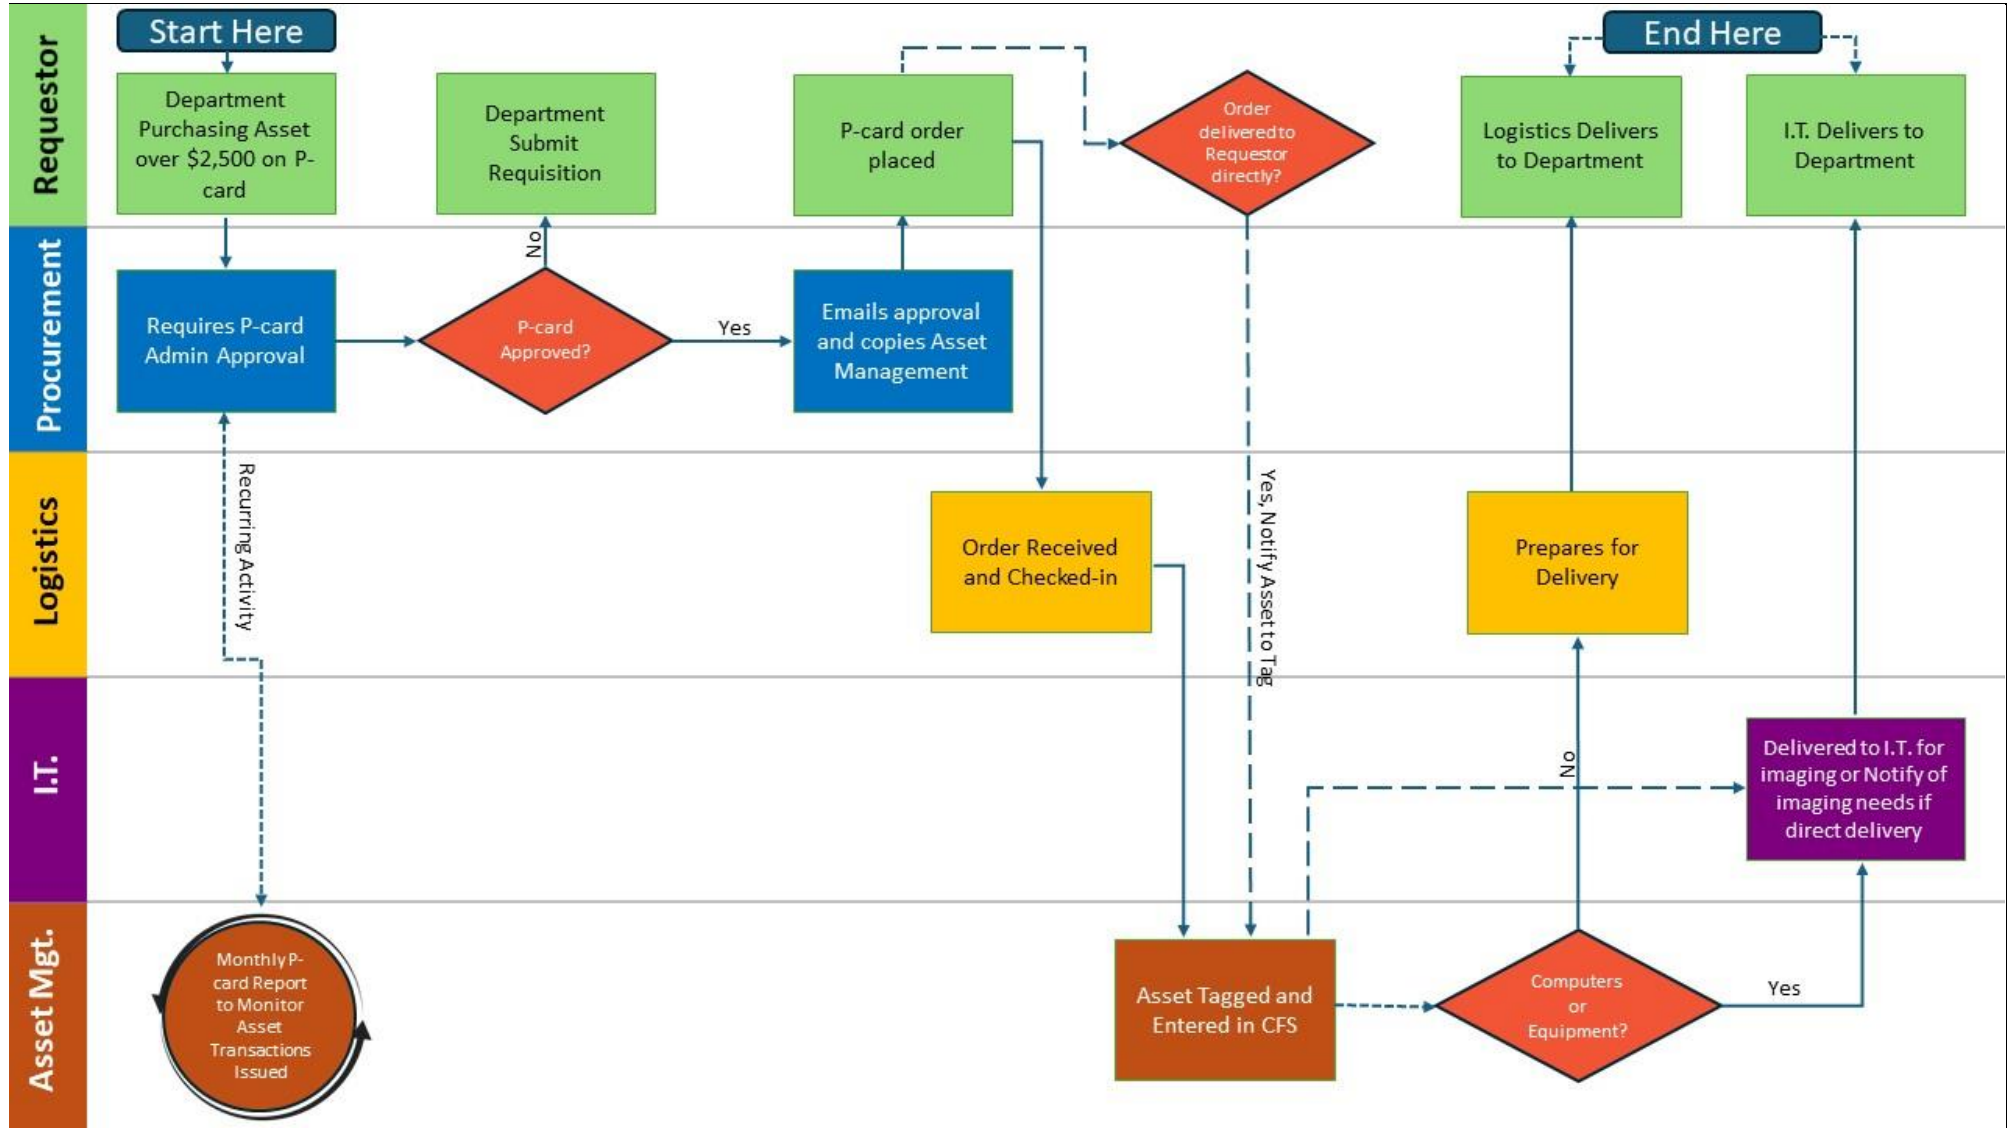 Start Here
End Here
Requestor
Department
Purchasing Asset
over $2,500 on P-
card
Department
Submit
Requisition
P-card order
placed
Order
delivered to
Requestor
directly?
Logistics Delivers
to Department
I.T. Delivers to
Department
Procurement
Requires P-card
Admin Approval
No
P-card
Approved?
Yes
Emails approval
and copies Asset
Management
Logistics
Recurring Activity
Order Received
and Checked-in
Yes, Notify Asset to Tag
Prepares for
Delivery
I.T.
No
Delivered to I.T. for
imaging or Notify of
imaging needs if
direct delivery
Asset Mgt.
Monthly P-
card Report
to Monitor
Asset
Transactions
Issued
Asset Tagged and
Entered in CFS
Computers
or
Equipment?
Yes